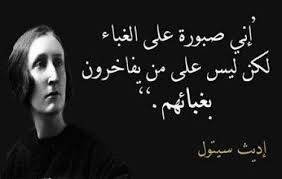 'إني صبورة على الغباء
لكن ليس على من يفاخرون
بغبائهم.“
إديث سيتول